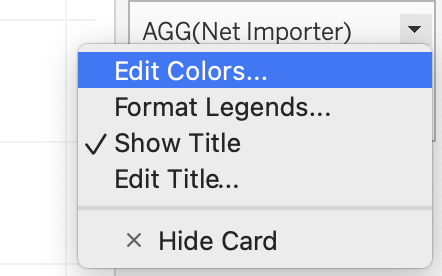 AGG(Net Importer)
Edit Colors...
Format Legends...
Show Title
Edit Title...
Hide Card